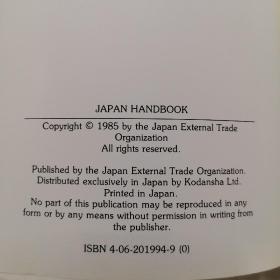 JAPAN HANDBOOK
Copyright © 1985 by the Japan External Trade
Organization
All rights reserved.
Published by the Japan External Trade Organization.
Distributed exclusively in Japan by Kodansha Ltd.
Printed in Japan.
No part of this publication may be reproduced in any
form or by any means without permission in writing from
the publisher.
ISBN 4-06-201994-9 (0)